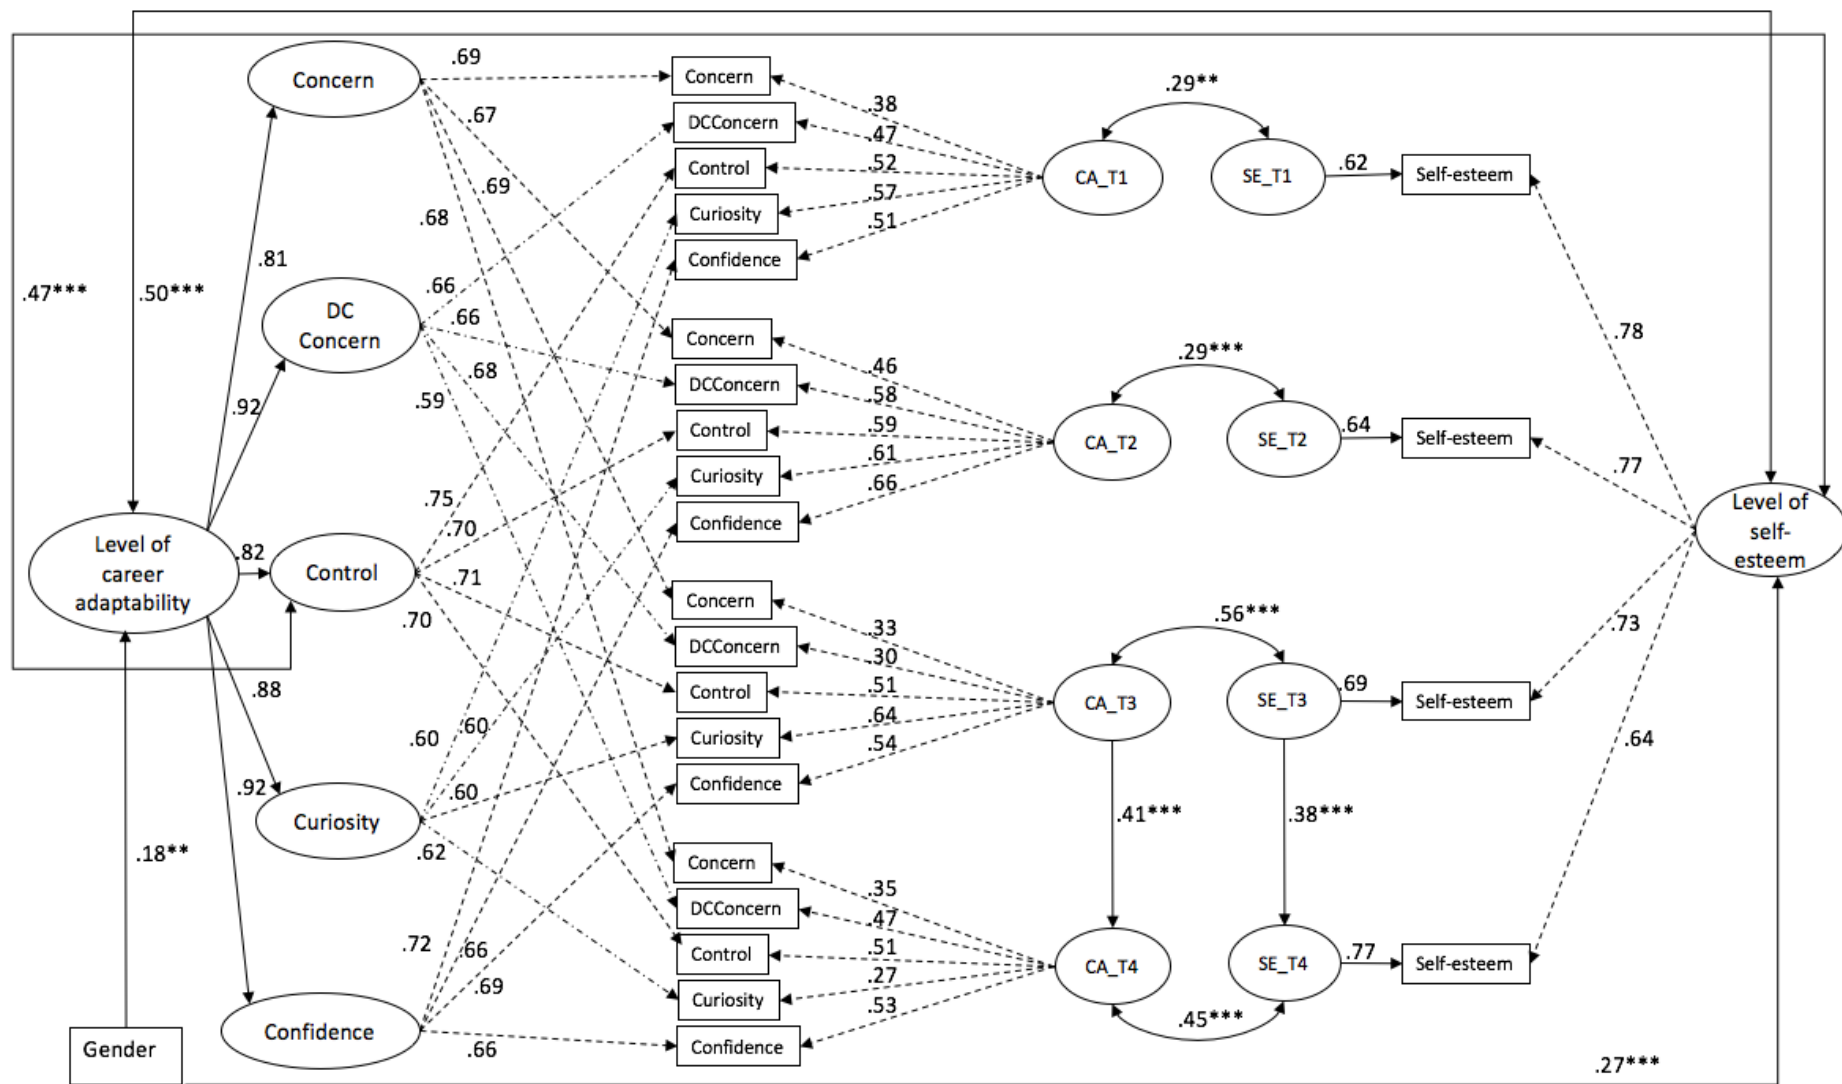 .47***
.50***
Concern
DC
Concern
Level of
career
adaptability
Control
Curiosity
Confidence
Gender
.81
.92
.82
.88
.92
.18**
.69
.67
.69
.68
.66
.66
.68
.59
.75
.70
.71
.70
.60
.60
.60
.62
.72
.66
.69
.66
Concern
DCConcern
Control
Curiosity
Confidence
.38
.47
.52
.57
.51
CA_T1
.29**
SE_T1
.62
Self-esteem
Concern
DCConcern
Control
Curiosity
Confidence
.46
.58
.59
.61
.66
CA_T2
.29***
SE_T2
.64
Self-esteem
Concern
DCConcern
Control
Curiosity
Confidence
.33
.30
.51
.64
.54
CA_T3
.56***
SE_T3
.69
Self-esteem
.41***
.38***
Concern
DCConcern
Control
Curiosity
Confidence
.35
.47
.51
.27
.53
CA_T4
.45***
SE_T4
.77
Self-esteem
.78
.77
.73
.64
Level of
self-
esteem
.27***